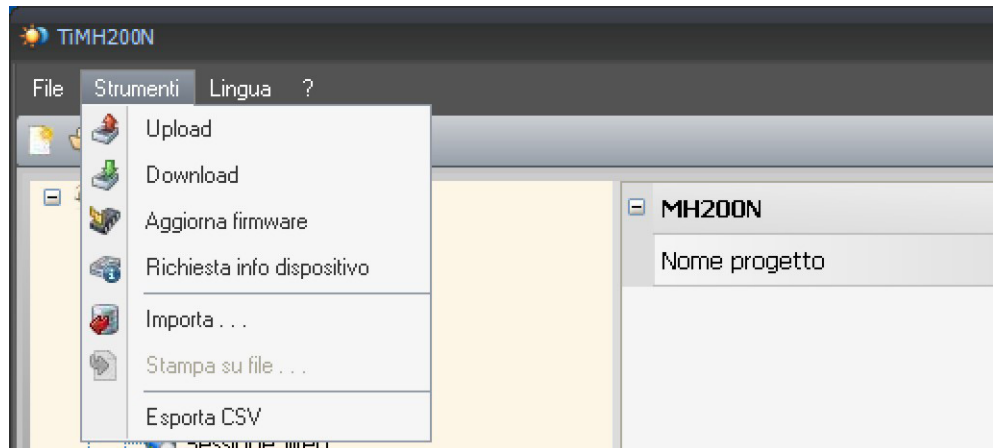 TiMH200N
File Strumenti Lingua ?
Upload
Download
Aggiorna firmware
Richiesta info dispositivo
Importa . . .
Stampa su file . . .
Esporta CSV
MH200N
Nome progetto